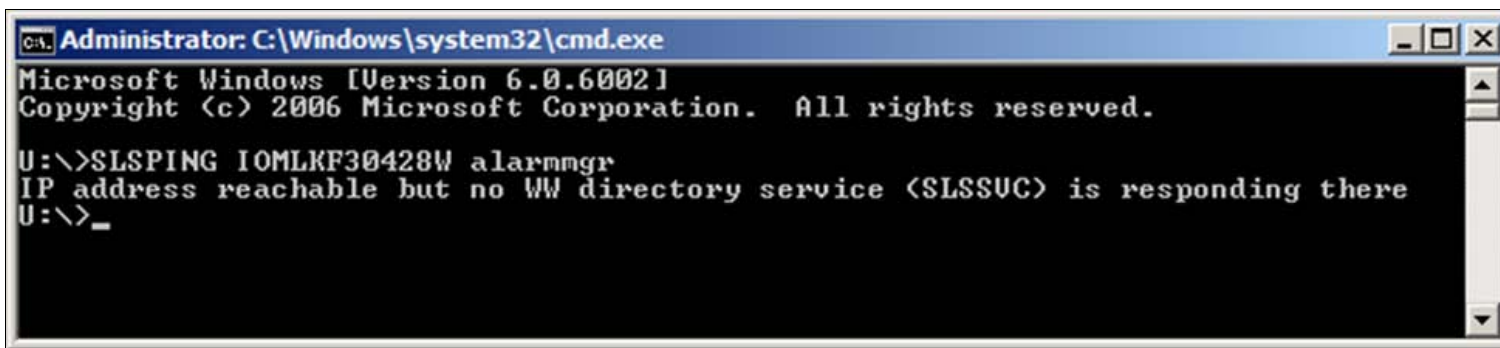 Administrator: C:\Windows\system32\cmd.exe
Microsoft Windows [Version 6.0.6002]
Copyright (c) 2006 Microsoft Corporation.  All rights reserved.
U:\>SLSPING IOMLKF30428W alarmmgr
IP address reachable but no WW directory service (SLSSVC) is responding there
U:\>_